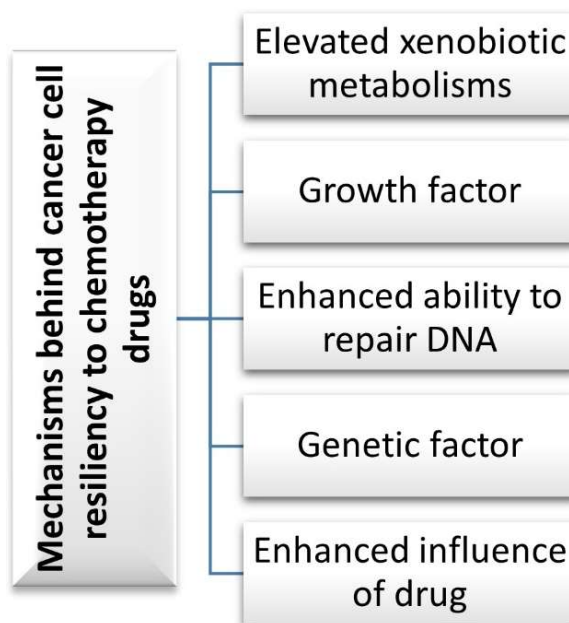 Mechanisms behind cancer cell
resiliency to chemotherapy
drugs
Elevated xenobiotic
metabolisms
Growth factor
Enhanced ability to
repair DNA
Genetic factor
Enhanced influence
of drug